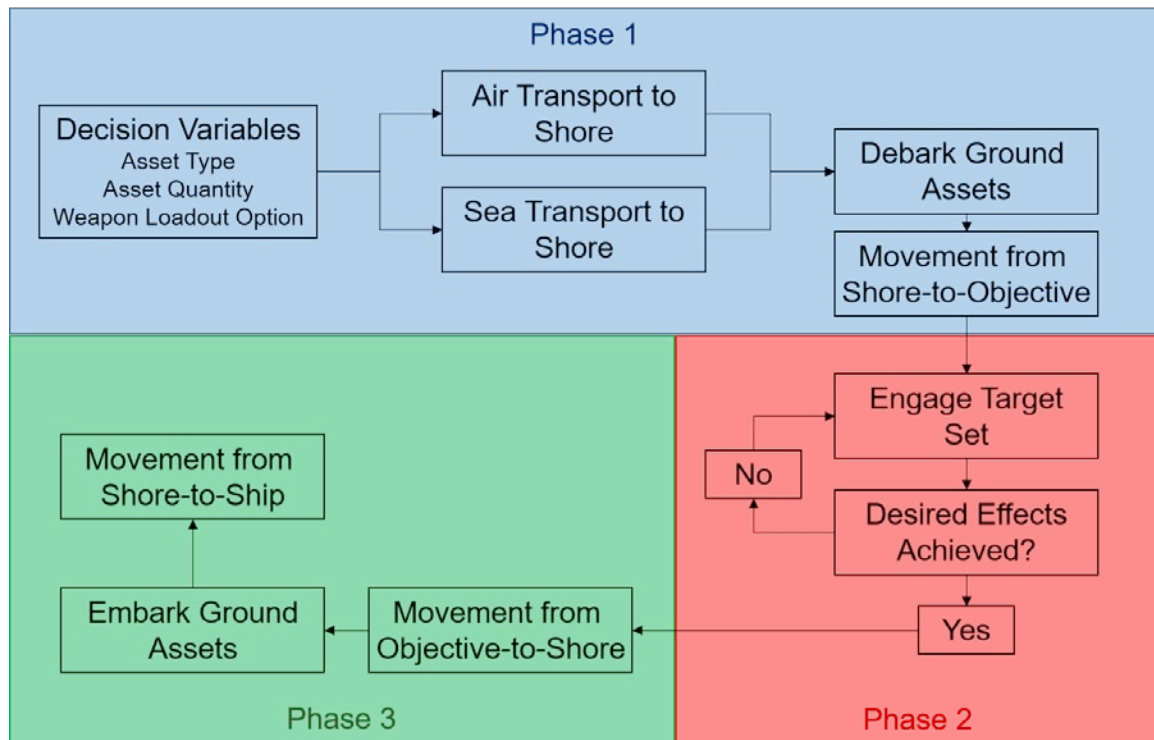 Phase 1
Decision Variables
Asset Type
Asset Quantity
Weapon Loadout Option
Air Transport to
Shore
Sea Transport to
Shore
Debark Ground
Assets
Movement from
Shore-to-Objective
Engage Target
Set
No
Desired Effects
Achieved?
Yes
Phase 2
Movement from
Objective-to-Shore
Embark Ground
Assets
Movement from
Shore-to-Ship
Phase 3